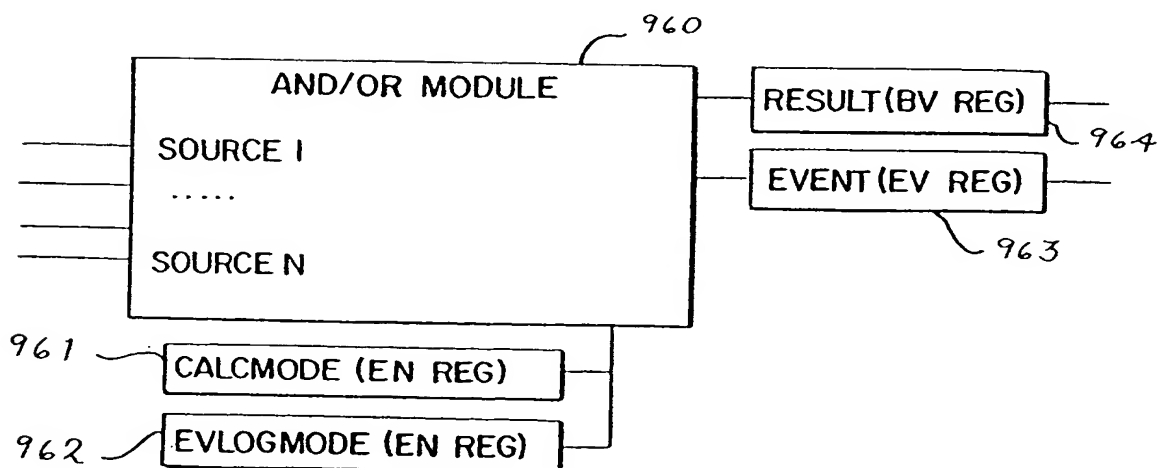 960
AND/OR MODULE
RESULT(BV REG)
964
SOURCE 1
EVENT(EV REG)
.....
963
SOURCE N
961
CALCMODE (EN REG)
962
EVLOGMODE (EN REG)